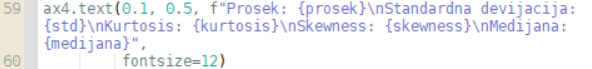 59 ax4.text(0.1, 0.5, f"Prosek: {prosek}\nStandardna devijacija:
{std}\nKurtosis: {kurtosis}\nSkewness: {skewness}\nMedijana:
{medijana}",
60 fontsize=12)